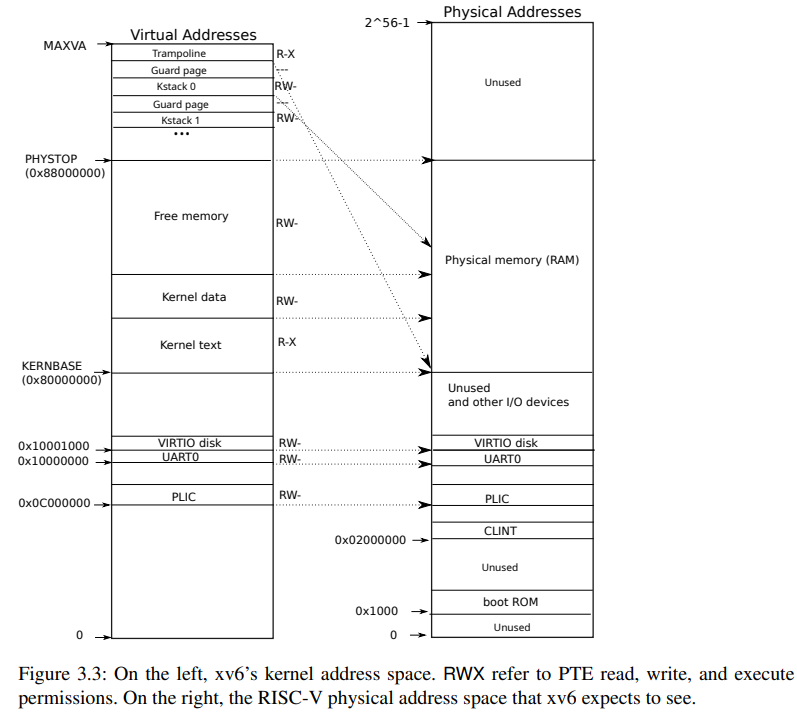 Virtual Addresses
MAXVA
Trampoline
R-X
Guard page
---
Kstack 0
RW-
Guard page
---
Kstack 1
RW-
...
PHYSTOP
(0x88000000)
Free memory
RW-
Kernel data
RW-
Kernel text
R-X
KERNBASE
(0x80000000)
0x10001000
VIRTIO disk
RW-
0x10000000
UART0
RW-
0x0C000000
PLIC
RW-
0
Physical Addresses
2^56-1
Unused
Physical memory (RAM)
Unused
and other I/O devices
VIRTIO disk
UART0
PLIC
CLINT
0x02000000
Unused
boot ROM
0x1000
Unused
0
Figure 3.3: On the left, xv6's kernel address space. RWX refer to PTE read, write, and execute
permissions. On the right, the RISC-V physical address space that xv6 expects to see.